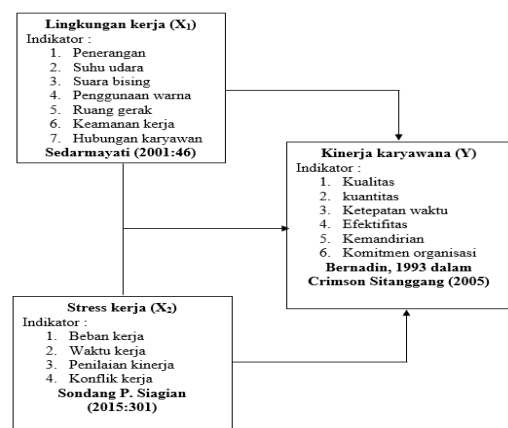 Lingkungan kerja (X₁)
Indikator :
1. Penerangan
2. Suhu udara
3. Suara bising
4. Penggunaan warna
5. Ruang gerak
6. Keamanan kerja
7. Hubungan karyawan
Sedarmayati (2001:46)
Kinerja karyawana (Y)
Indikator :
1. Kualitas
2. kuantitas
3. Ketepatan waktu
4. Efektifitas
5. Kemandirian
6. Komitmen organisasi
Bernadin, 1993 dalam
Crimson Sitanggang (2005)
Stress kerja (X₂)
Indikator :
1. Beban kerja
2. Waktu kerja
3. Penilaian kinerja
4. Konflik kerja
Sondang P. Siagian
(2015:301)